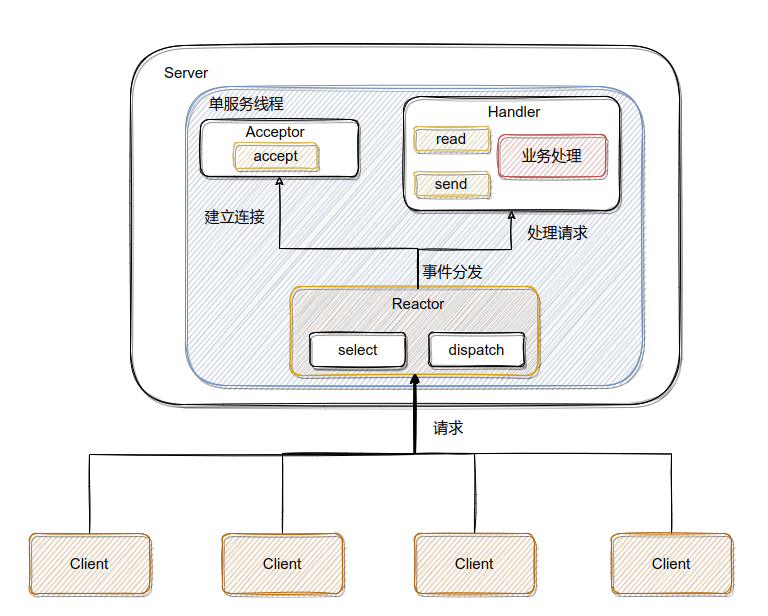 Server
单服务线程
Handler
Acceptor
accept
read
业务处理
send
建立连接
处理请求
事件分发
Reactor
select
dispatch
请求
Client
Client
Client
Client